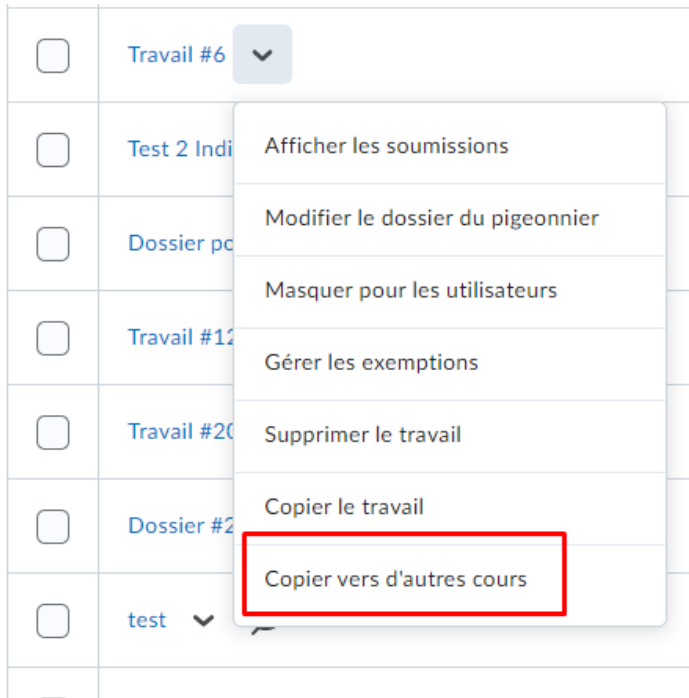 Travail #6
Afficher les soumissions
Test 2 Indi
Modifier le dossier du pigeonnier
Dossier po
Masquer pour les utilisateurs
Travail #12
Gérer les exemptions
Travail #20
Supprimer le travail
Copier le travail
Dossier #2
Copier vers d'autres cours
test